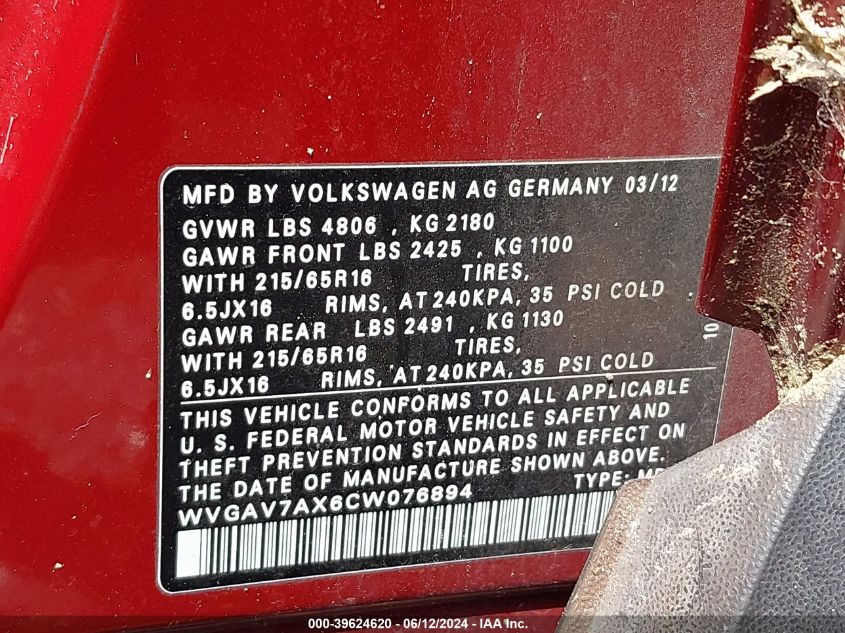 MFD BY VOLKSWAGEN AG GERMANY 03/12
GVWR LBS 4806 , KG 2180
GAWR FRONT LBS 2425 , KG 1100
WITH 215/65R16 TIRES,
6.5JX16 RIMS, AT 240KPA, 35 PSI COLD
GAWR REAR LBS 2491 , KG 1130
WITH 215/65R16 TIRES,
6.5JX16 RIMS, AT 240KPA, 35 PSI COLD
THIS VEHICLE CONFORMS TO ALL APPLICABLE
U. S. FEDERAL MOTOR VEHICLE SAFETY AND
THEFT PREVENTION STANDARDS IN EFFECT ON
THE DATE OF MANUFACTURE SHOWN ABOVE.
WVGAV7AX6CW076894 TYPE:
10
000-39624620 - 06/12/2024 - IAA Inc.